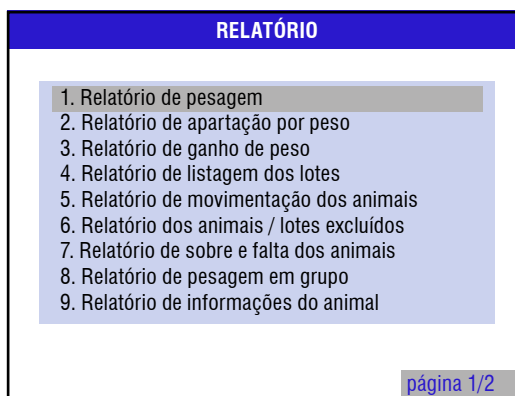 RELATÓRIO
1. Relatório de pesagem
2. Relatório de apartação por peso
3. Relatório de ganho de peso
4. Relatório de listagem dos lotes
5. Relatório de movimentação dos animais
6. Relatório dos animais / lotes excluídos
7. Relatório de sobre e falta dos animais
8. Relatório de pesagem em grupo
9. Relatório de informações do animal
página 1/2